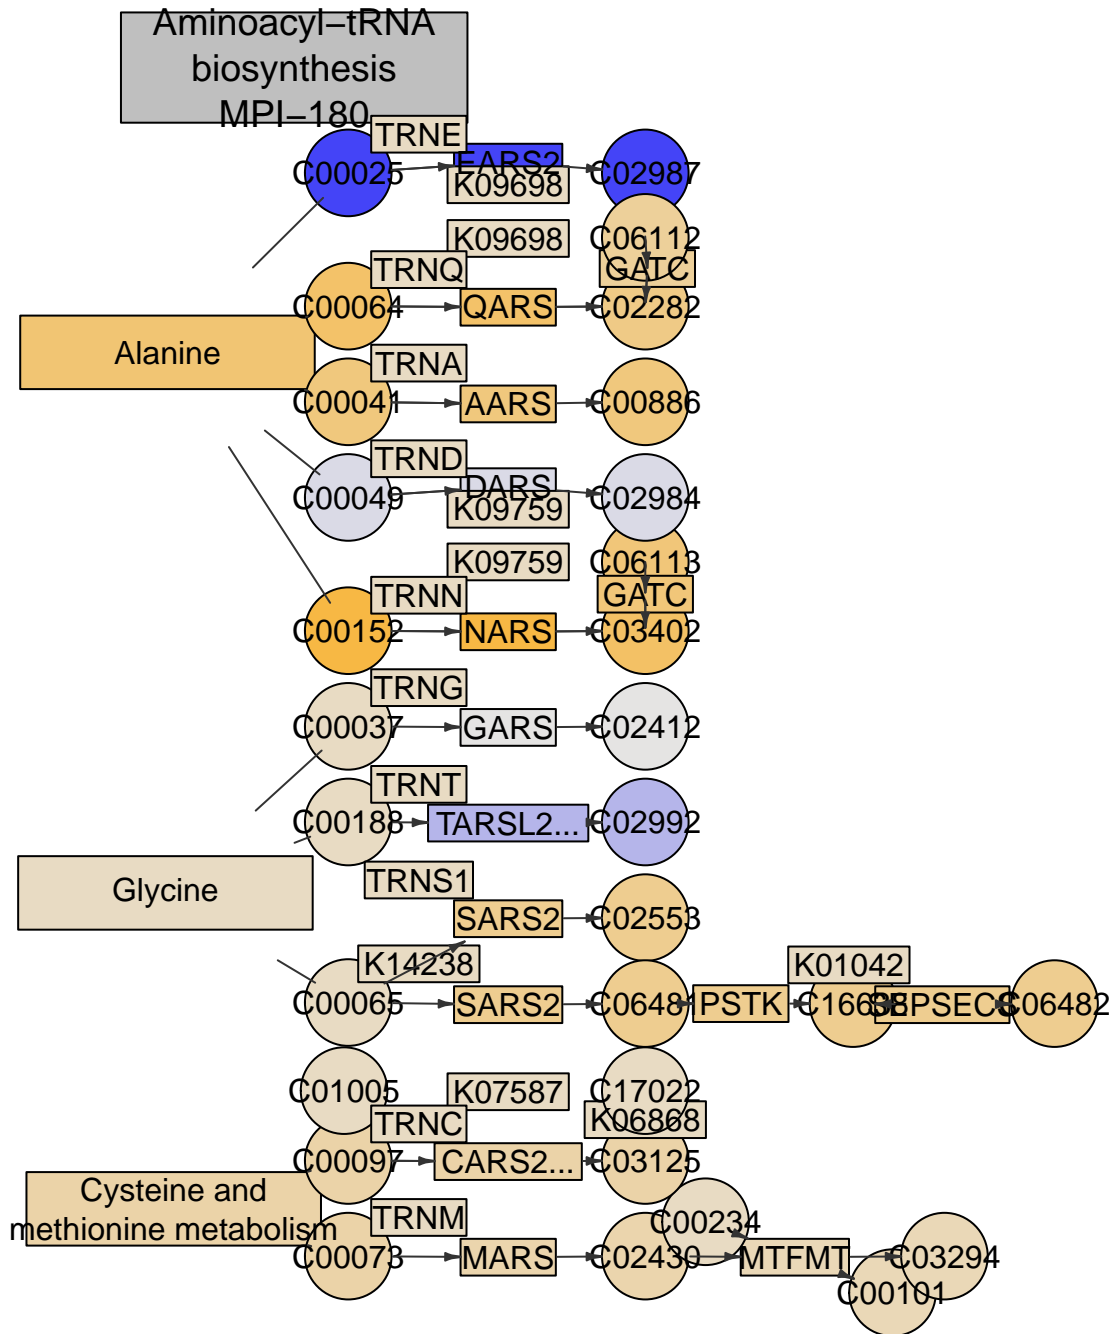 Aminoacyl−tRNA
biosynthesis
MPI−180
TRNE
C00025
EARS2
C02987
K09698
K09698
C06112
TRNQ
GATC
C00064
QARS
C02282
Alanine
TRNA
C00041
AARS
C00886
TRND
C00049
DARS
C02984
K09759
K09759
C06113
TRNN
GATC
C00152
NARS
C03402
TRNG
C00037
GARS
C02412
TRNT
C00188
TARSL2...
C02992
Glycine
TRNS1
SARS2
C02553
K14238
K01042
C00065
SARS2
C06481
PSTK
SEPSECS
C06482
C01005
K07587
C17022
TRNC
K06868
C00097
CARS2...
C03125
Cysteine and
methionine metabolism
TRNM
C00234
C00073
MARS
C02430
MTFMT
C03294
C00101